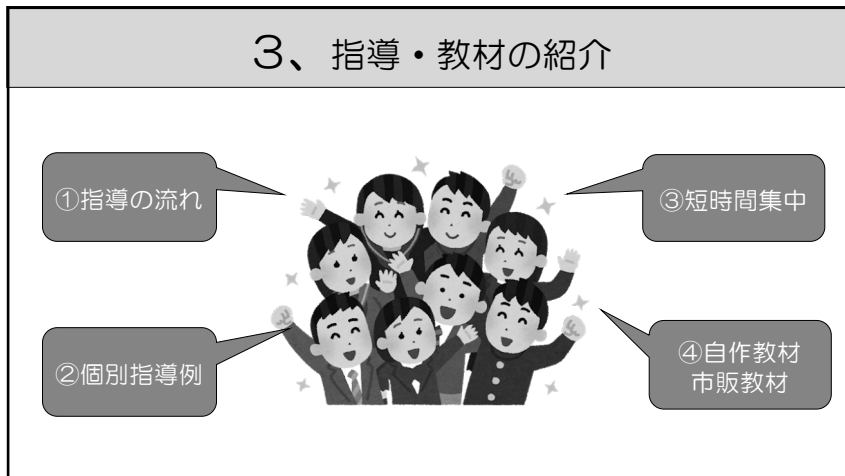 ３、指導・教材の紹介
①指導の流れ
②個別指導例
③短時間集中
④自作教材
市販教材